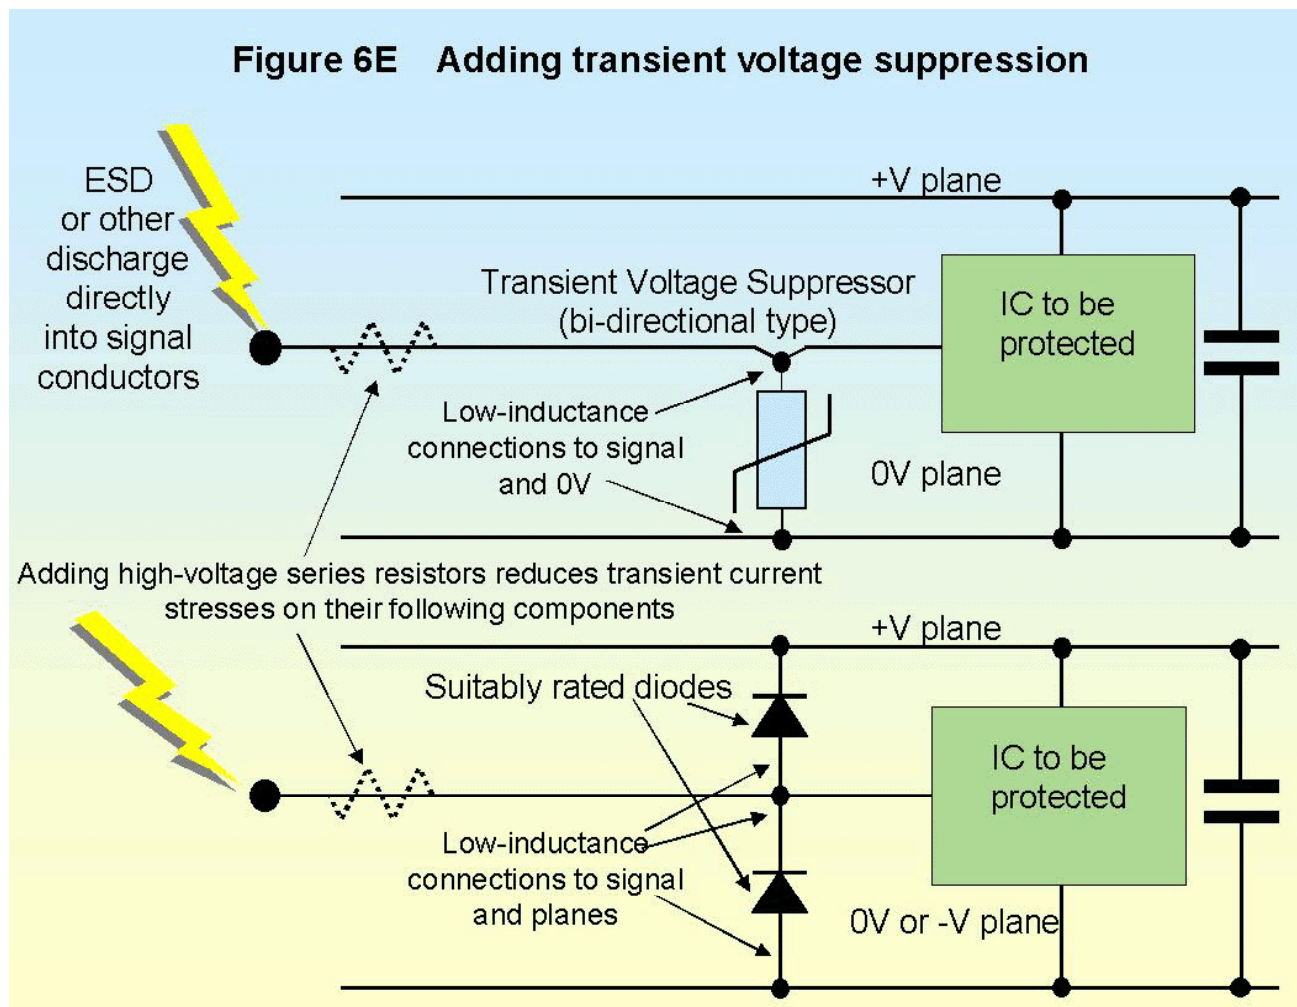 Figure 6E    Adding transient voltage suppression
ESD
or other
discharge
directly
into signal
conductors
+V plane
Transient Voltage Suppressor
(bi-directional type)
IC to be
protected
Low-inductance
connections to signal
and 0V
0V plane
Adding high-voltage series resistors reduces transient current
stresses on their following components
+V plane
Suitably rated diodes
IC to be
protected
Low-inductance
connections to signal
and planes
0V or -V plane